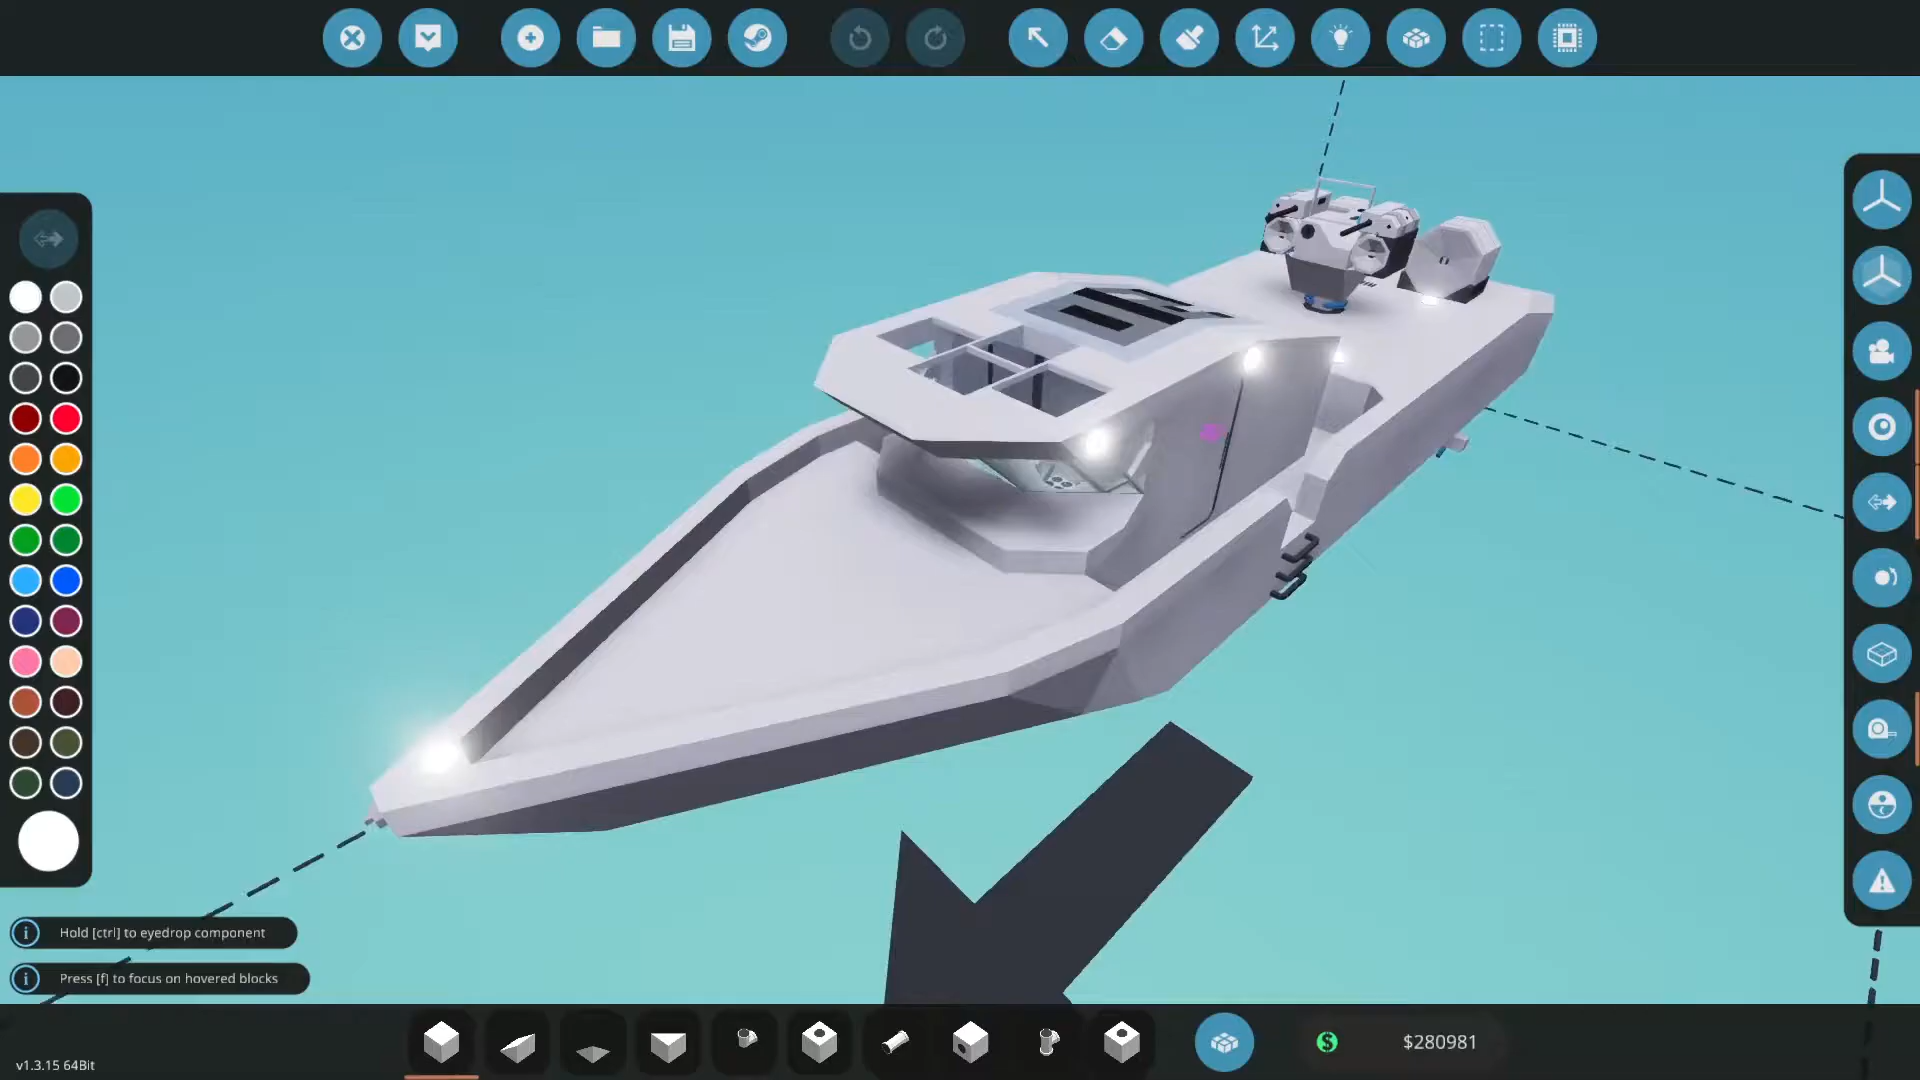 Hold [ctrl] to eyedrop component
Press [f] to focus on hovered blocks
$280981
v1.3.15 64Bit